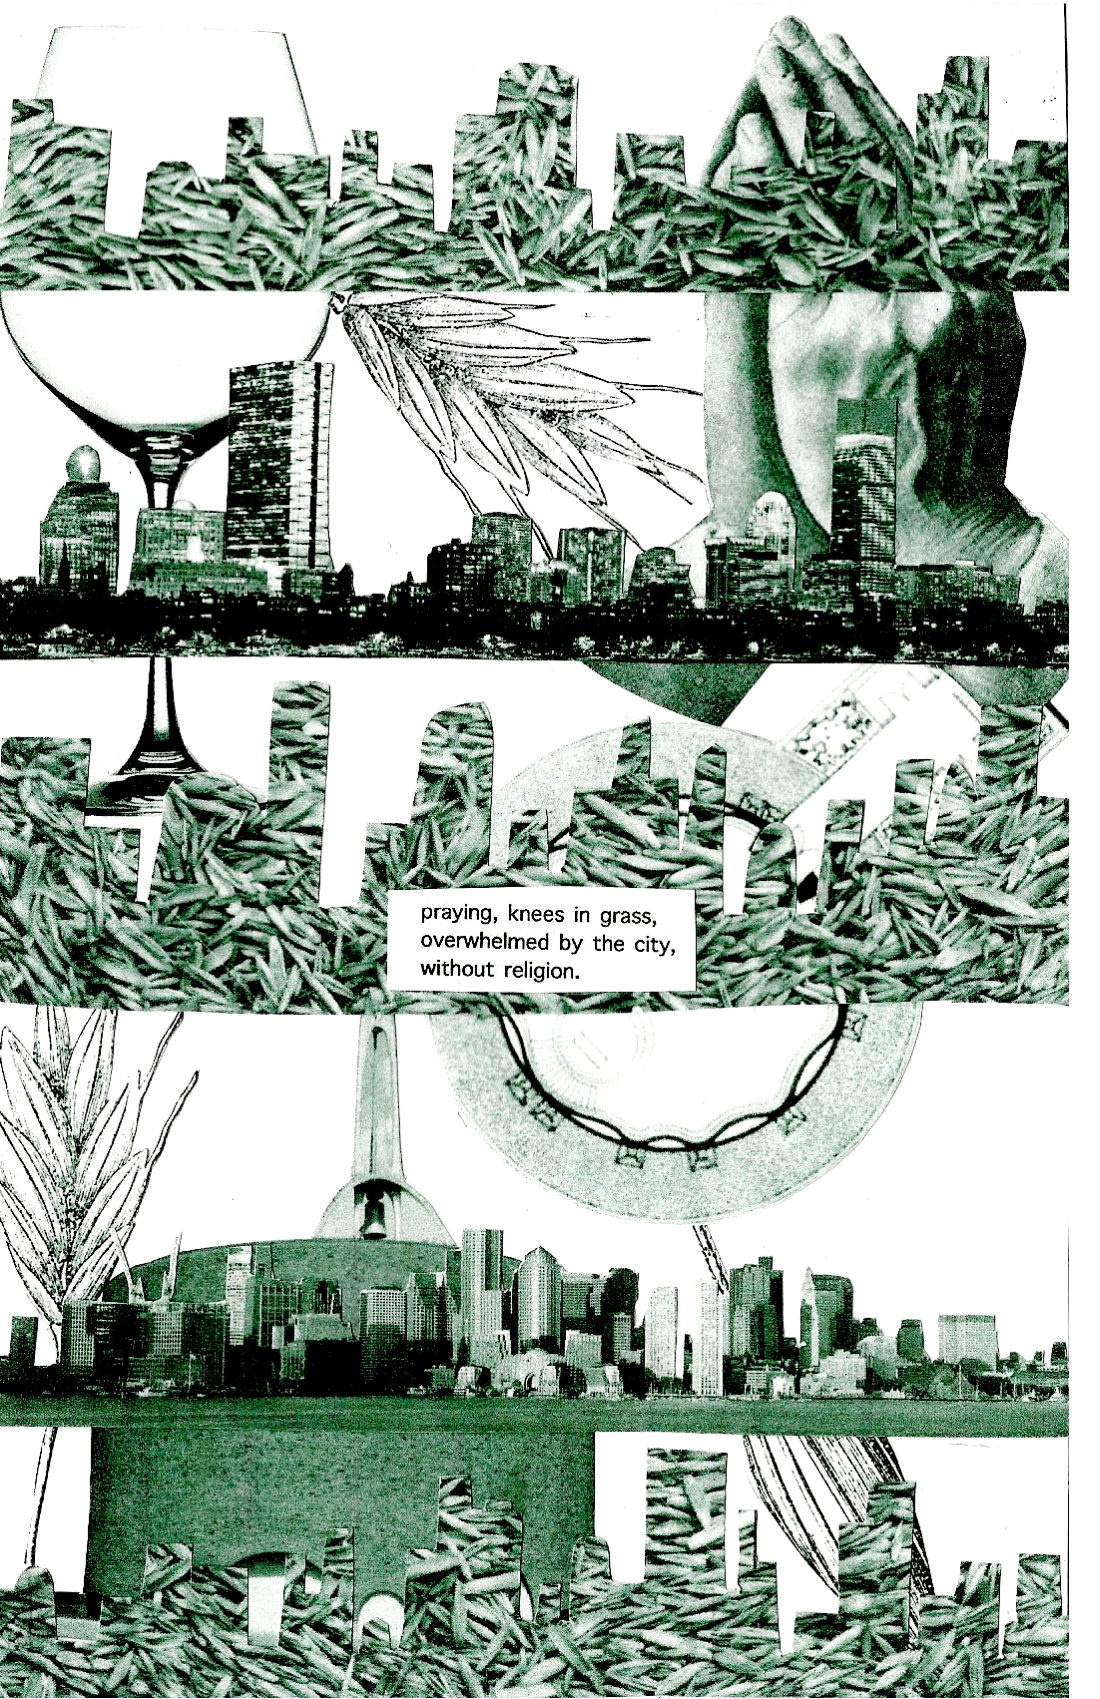 praying, knees in grass,
overwhelmed by the city,
without religion.